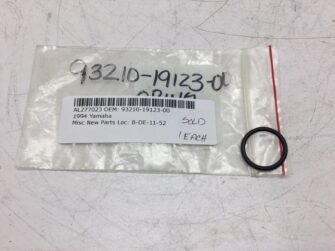 93210-19123-00
ORING
AL277023 OEM: 93210-19123-00
1994 Yamaha
Misc New Parts Loc: B-DE-11-52
SOLD
1 EACH